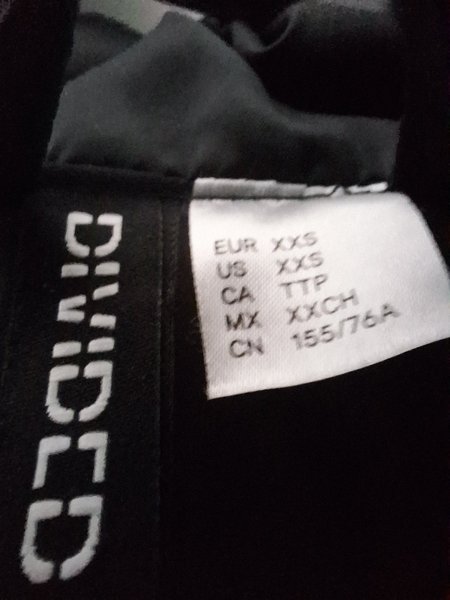 DIVIDED
EUR XXS
US XXS
CA TTP
MX XXCH
CN 155/76A